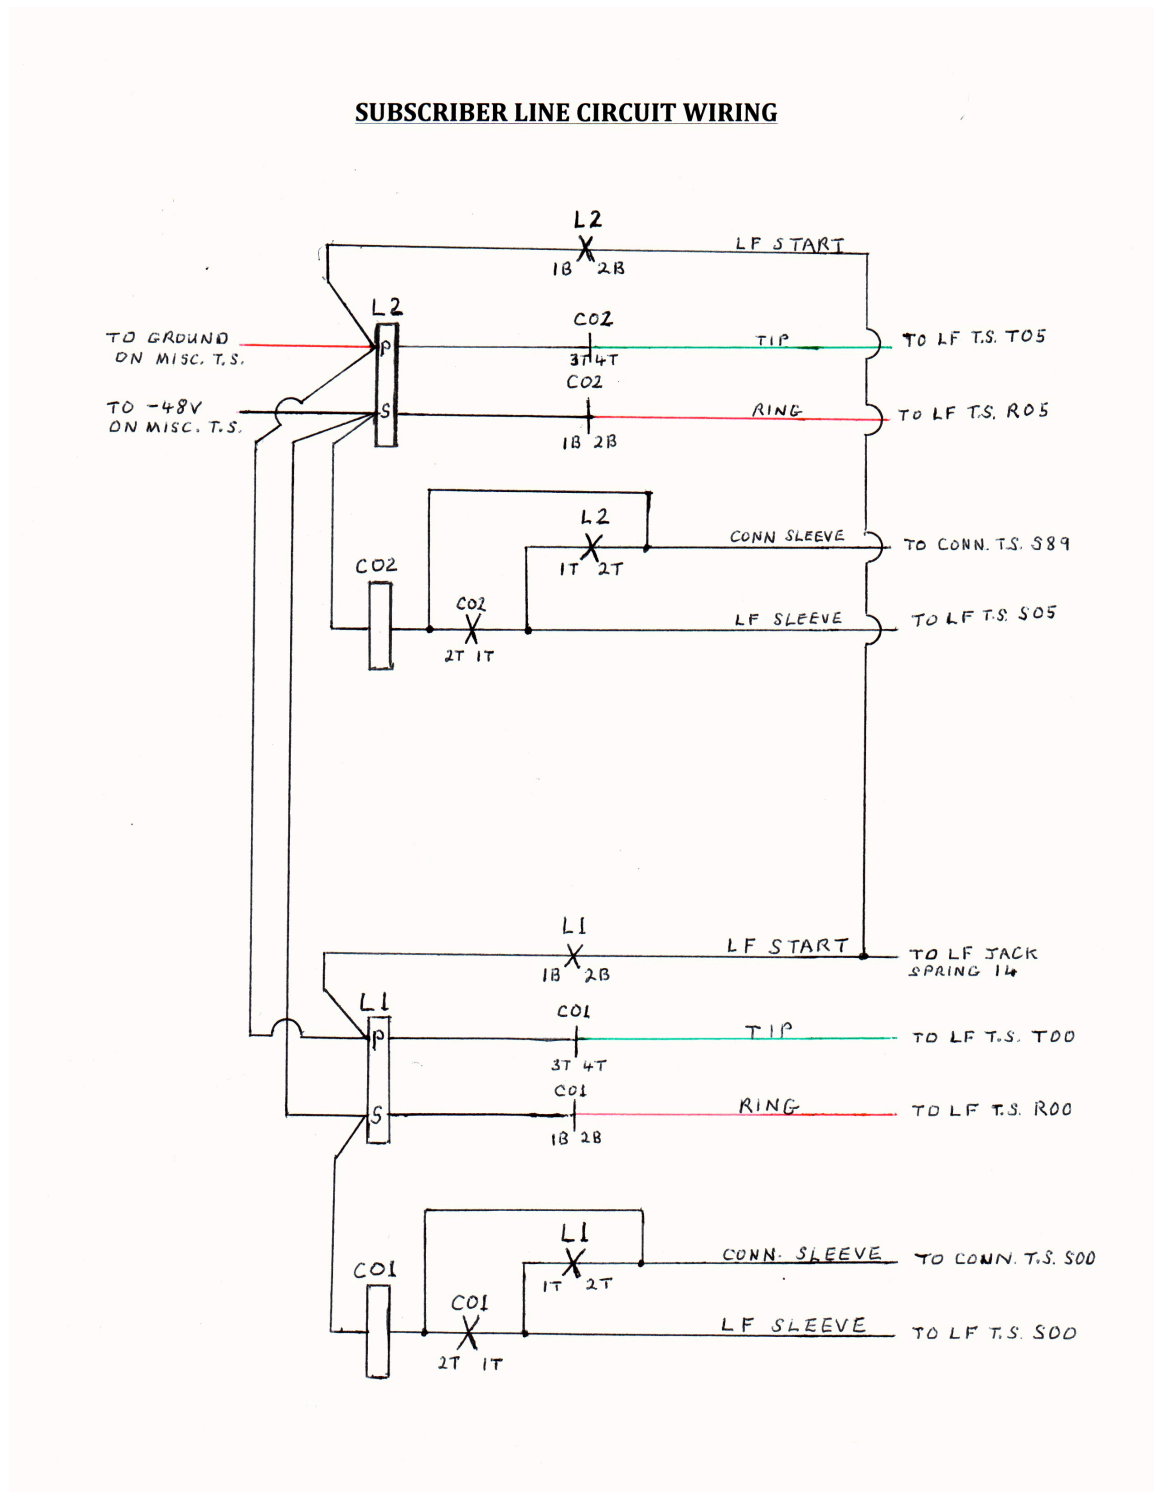 SUBSCRIBER LINE CIRCUIT WIRING
L2
LF START
1B 2B
L2
TO GROUND
ON MISC. T.S.
P
CO2
TIP
TO LF T.S. T05
3T 4T
CO2
TO -48V
ON MISC. T.S.
S
RING
TO LF T.S. R05
1B 2B
L2
CONN SLEEVE
TO CONN. T.S. S89
1T 2T
CO2
CO2
LF SLEEVE
TO LF T.S. S05
2T 1T
L1
LF START
TO LF JACK
SPRING 14
1B 2B
L1
P
CO1
TIP
TO LF T.S. T00
3T 4T
CO1
S
RING
TO LF T.S. R00
1B 2B
L1
CONN. SLEEVE
TO CONN. T.S. S00
1T 2T
CO1
CO1
LF SLEEVE
TO LF T.S. S00
2T 1T